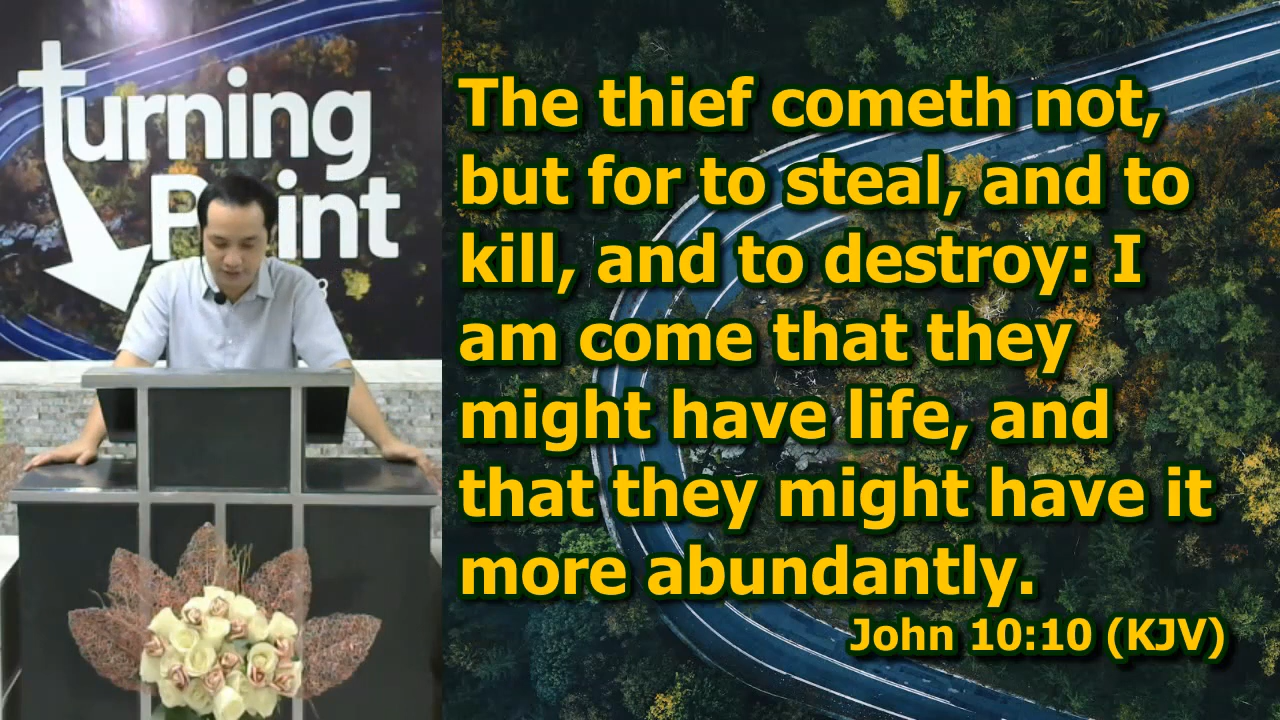 turning
Point
The thief cometh not,
but for to steal, and to
kill, and to destroy: I
am come that they
might have life, and
that they might have it
more abundantly.
John 10:10 (KJV)